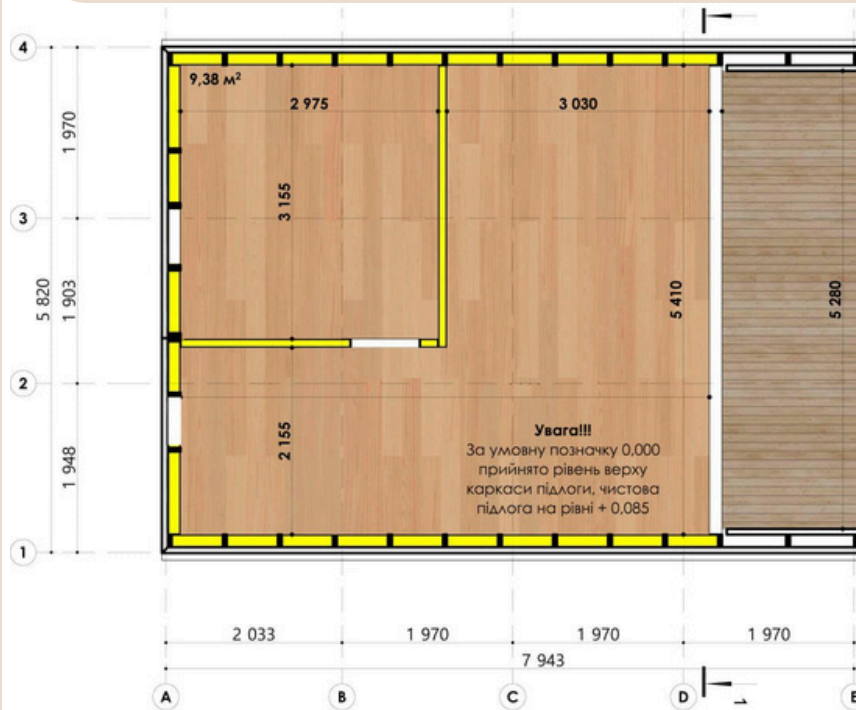 4
9,38 м²
2 975
3 030
1 970
3 155
3
5 820
1 903
5 410
5 280
2
2 155
1 948
Увага!!!
За умовну позначку 0,000
прийнято рівень верху
каркаси підлоги, чистова
підлога на рівні + 0,085
1
2 033
1 970
1 970
1 970
7 943
A
B
C
D
E
1